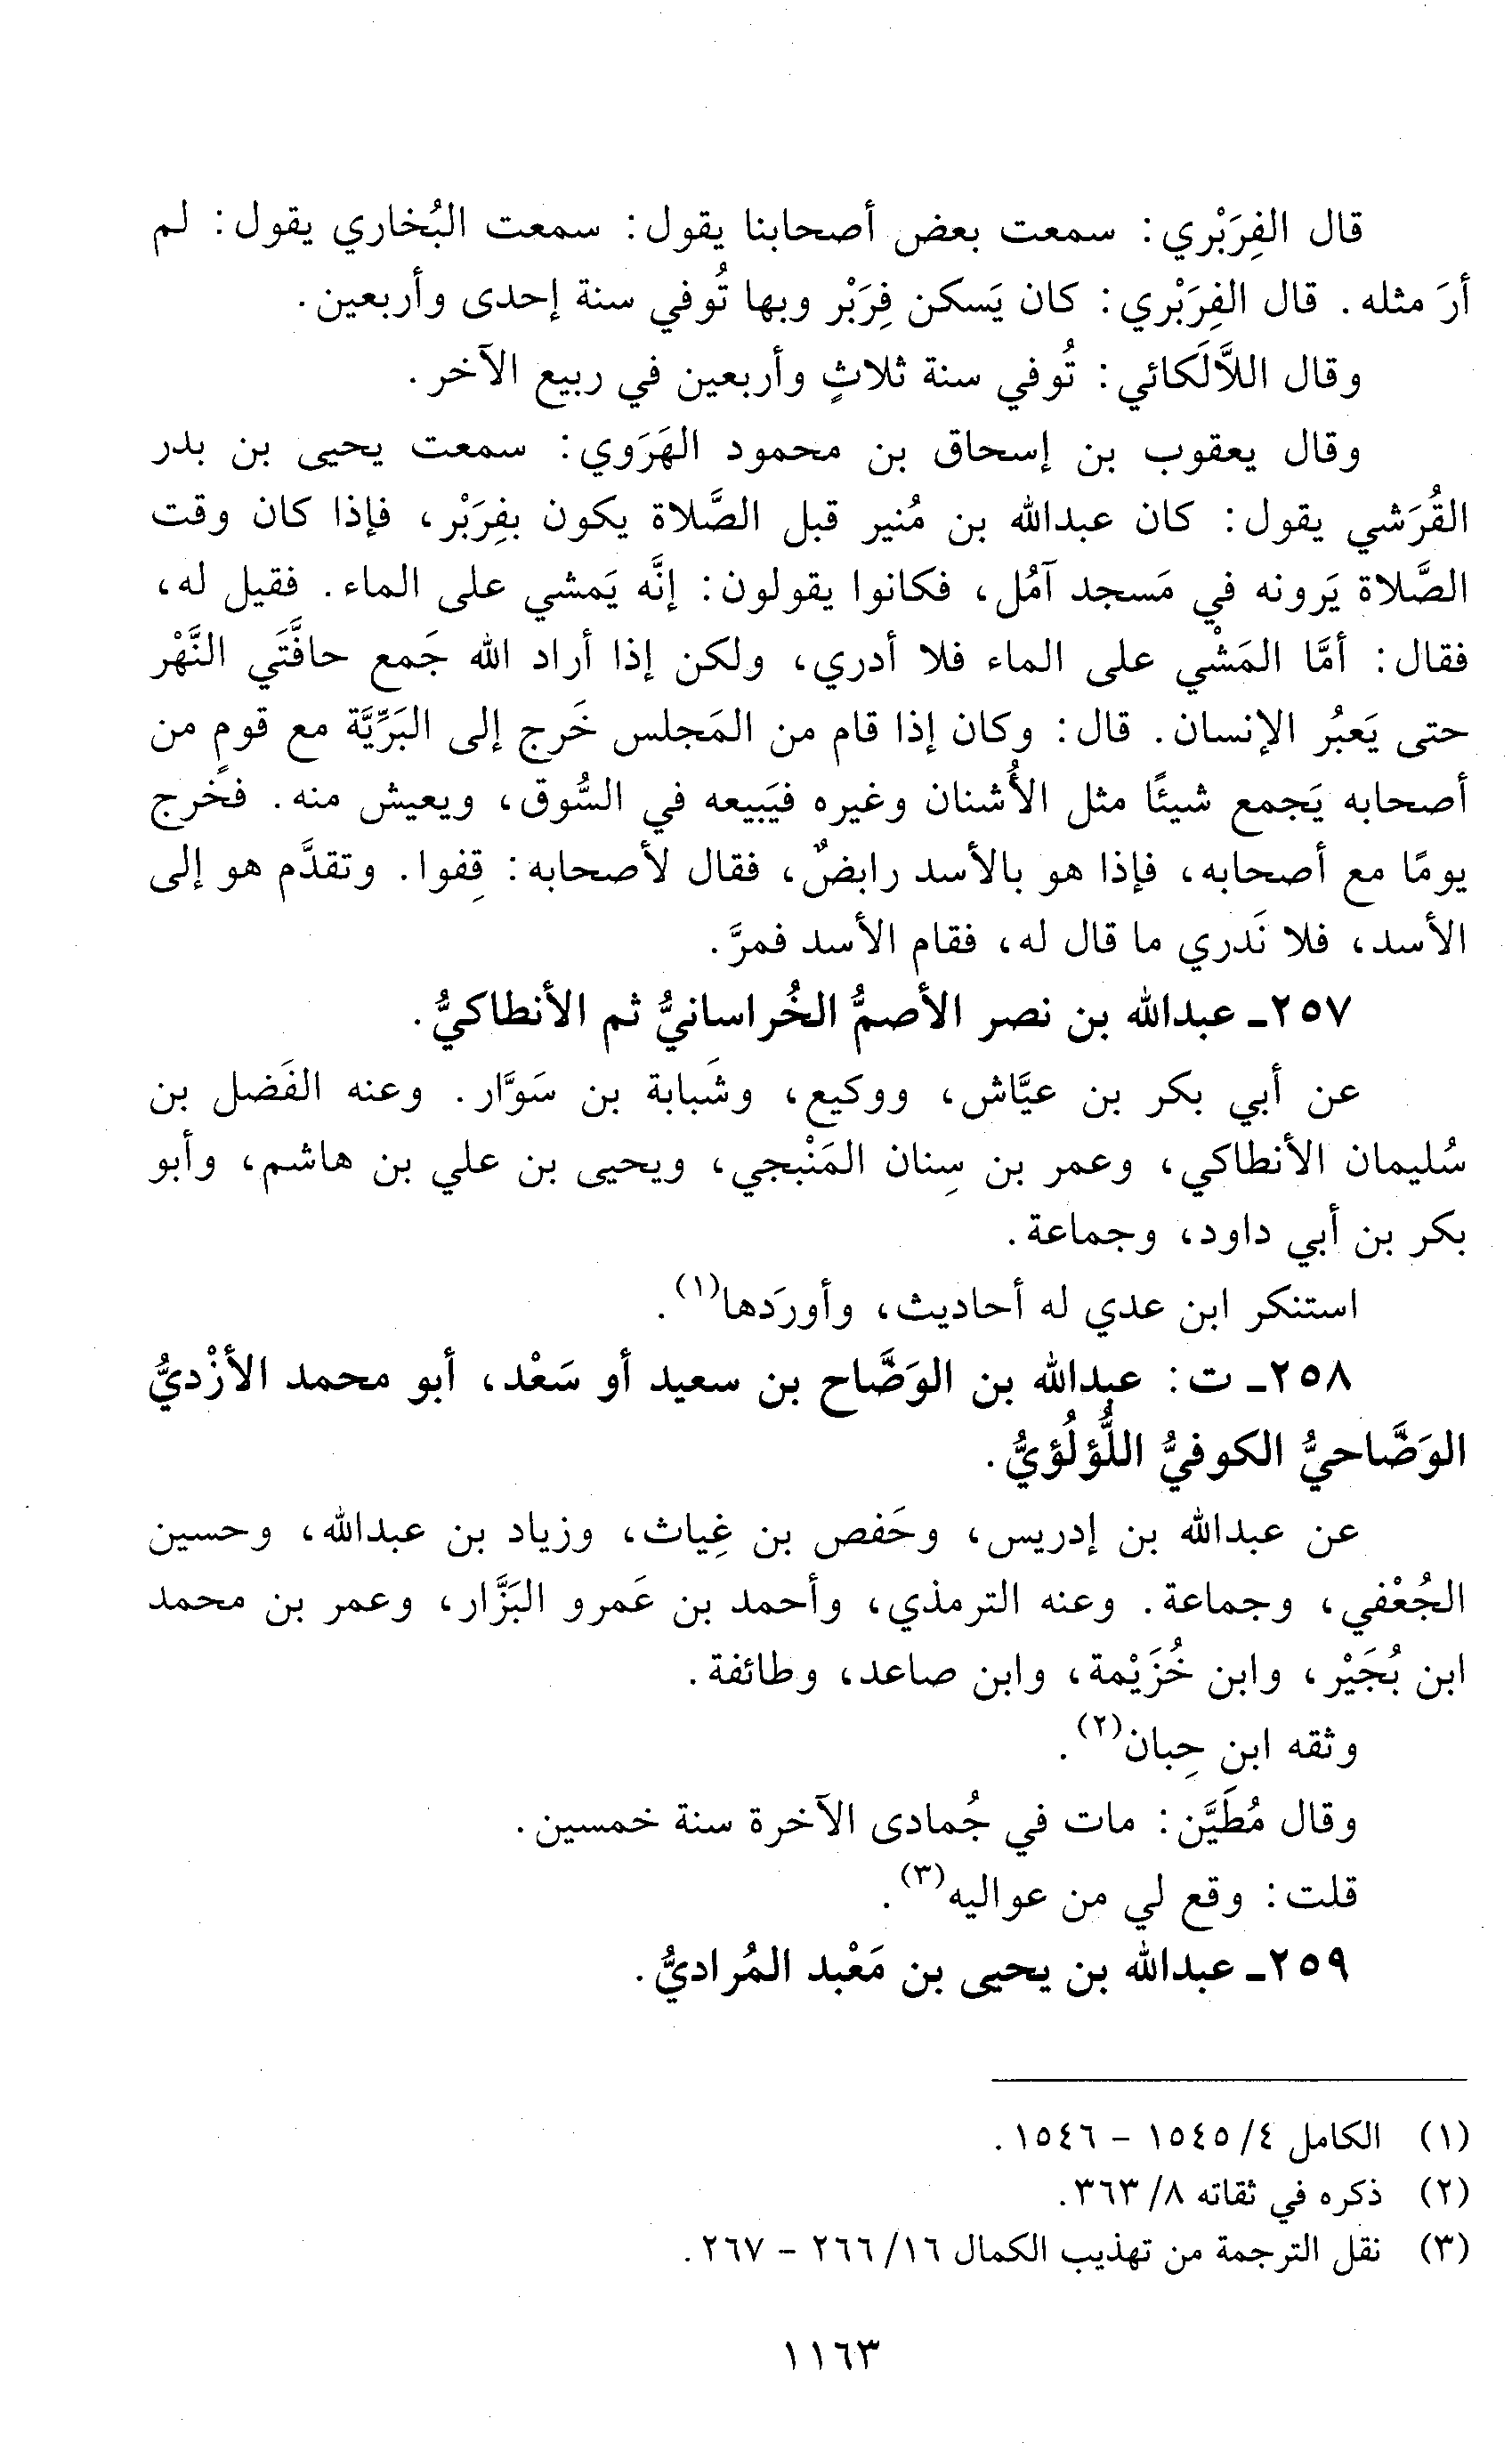 قال الفِرَبْري: سمعت بعض أصحابنا يقول: سمعت البُخاري يقول: لم
أرَ مثله. قال الفِرَبْري: كان يَسكن فِرَبْر وبها تُوفي سنة إحدى وأربعين.
وقال اللاَّلَكائي: تُوفي سنة ثلاثٍ وأربعين في ربيع الآخر.
وقال يعقوب بن إسحاق بن محمود الهَرَوي: سمعت يحيى بن بدر
القُرَشي يقول: كان عبدالله بن مُنير قبل الصَّلاة يكون بفِرَبْر، فإذا كان وقت
الصَّلاة يَرونه في مَسجد آمُل، فكانوا يقولون: إنَّه يَمشي على الماء. فقيل له،
فقال: أمَّا المَشْي على الماء فلا أدري، ولكن إذا أراد الله جَمع حافَّتَي النَّهْر
حتى يَعبُر الإنسان. قال: وكان إذا قام من المَجلس خَرج إلى البَرِّيَّة مع قومٍ من
أصحابه يَجمع شيئًا مثل الأُشنان وغيره فيَبيعه في السُّوق، ويعيش منه. فخرج
يومًا مع أصحابه، فإذا هو بالأسد رابضٌ، فقال لأصحابه: قِفوا. وتقدَّم هو إلى
الأسد، فلا نَدري ما قال له، فقام الأسد فمرَّ.
٢٥٧ـ عبدالله بن نصر الأصمُّ الخُراسانيُّ ثم الأنطاكيُّ.
عن أبي بكر بن عيَّاش، ووكيع، وشَبابة بن سَوَّار. وعنه الفَضل بن
سُليمان الأنطاكي، وعمر بن سِنان المَنْبجي، ويحيى بن علي بن هاشم، وأبو
بكر بن أبي داود، وجماعة.
استنكر ابن عدي له أحاديث، وأورَدها(١).
٢٥٨ـ ت: عبدالله بن الوَضَّاح بن سعيد أو سَعْد، أبو محمد الأزْديُّ
الوَضَّاحيُّ الكوفيُّ اللُّؤلُؤيُّ.
عن عبدالله بن إدريس، وحَفص بن غِياث، وزياد بن عبدالله، وحسين
الجُعْفي، وجماعة. وعنه الترمذي، وأحمد بن عَمرو البَزَّار، وعمر بن محمد
ابن بُجَيْر، وابن خُزَيْمة، وابن صاعد، وطائفة.
وثقه ابن حِبان(٢).
وقال مُطَيَّن: مات في جُمادى الآخرة سنة خمسين.
قلت: وقع لي من عواليه(٣).
٢٥٩ـ عبدالله بن يحيى بن مَعْبد المُراديُّ.
(١) الكامل ٤/ ١٥٤٥ - ١٥٤٦.
(٢) ذكره في ثقاته ٨/ ٣٦٣.
(٣) نقل الترجمة من تهذيب الكمال ١٦/ ٢٦٦ - ٢٦٧.
١١٦٣